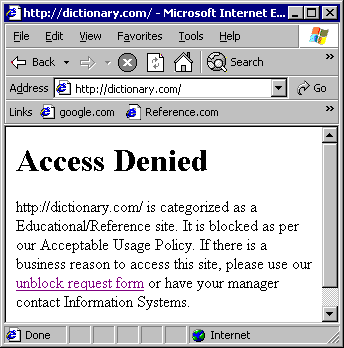 http://dictionary.com/ - Microsoft Internet E...
File Edit View Favorites Tools Help
Back Search »
Address http://dictionary.com/ Go
Links google.com Reference.com »
Access Denied
http://dictionary.com/ is categorized as a
Educational/Reference site. It is blocked as per
our Acceptable Usage Policy. If there is a
business reason to access this site, please use our
unblock request form or have your manager
contact Information Systems.
Done Internet